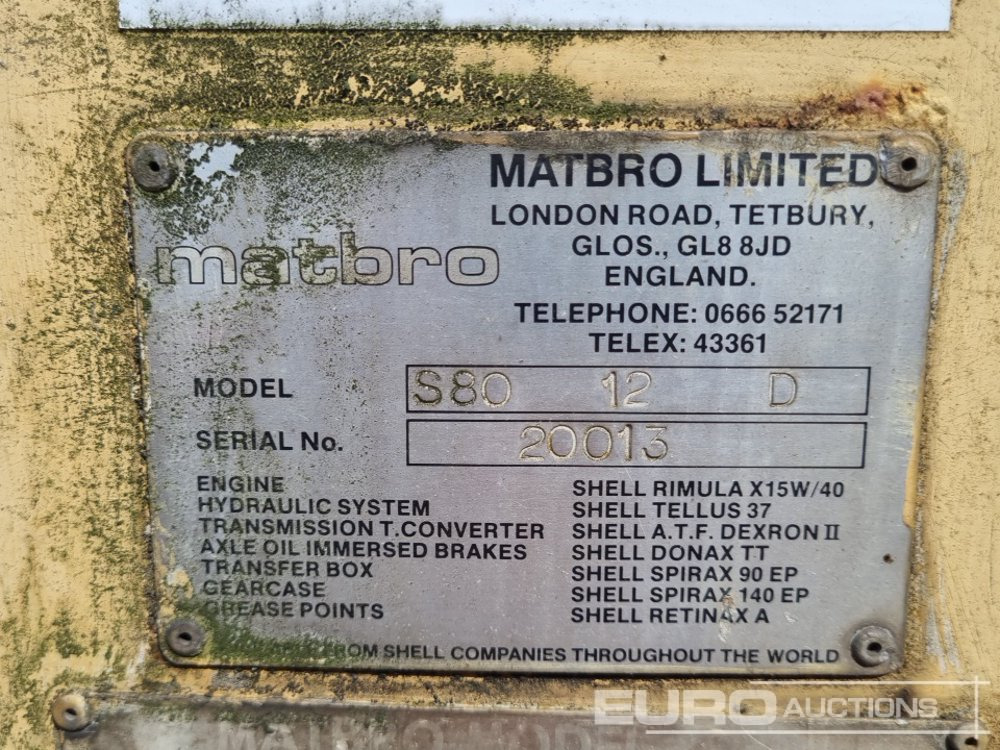 MATBRO LIMITED
LONDON ROAD, TETBURY,
GLOS., GL8 8JD
ENGLAND.
matbro
TELEPHONE: 0666 52171
TELEX: 43361
MODEL S80 12 D
SERIAL No. 20013
ENGINE SHELL RIMULA X15W/40
HYDRAULIC SYSTEM SHELL TELLUS 37
TRANSMISSION T.CONVERTER SHELL A.T.F. DEXRON II
AXLE OIL IMMERSED BRAKES SHELL DONAX TT
TRANSFER BOX SHELL SPIRAX 90 EP
GEARCASE SHELL SPIRAX 140 EP
GREASE POINTS SHELL RETINAX A
FROM SHELL COMPANIES THROUGHOUT THE WORLD
EURO AUCTIONS
MATBRO MODEL